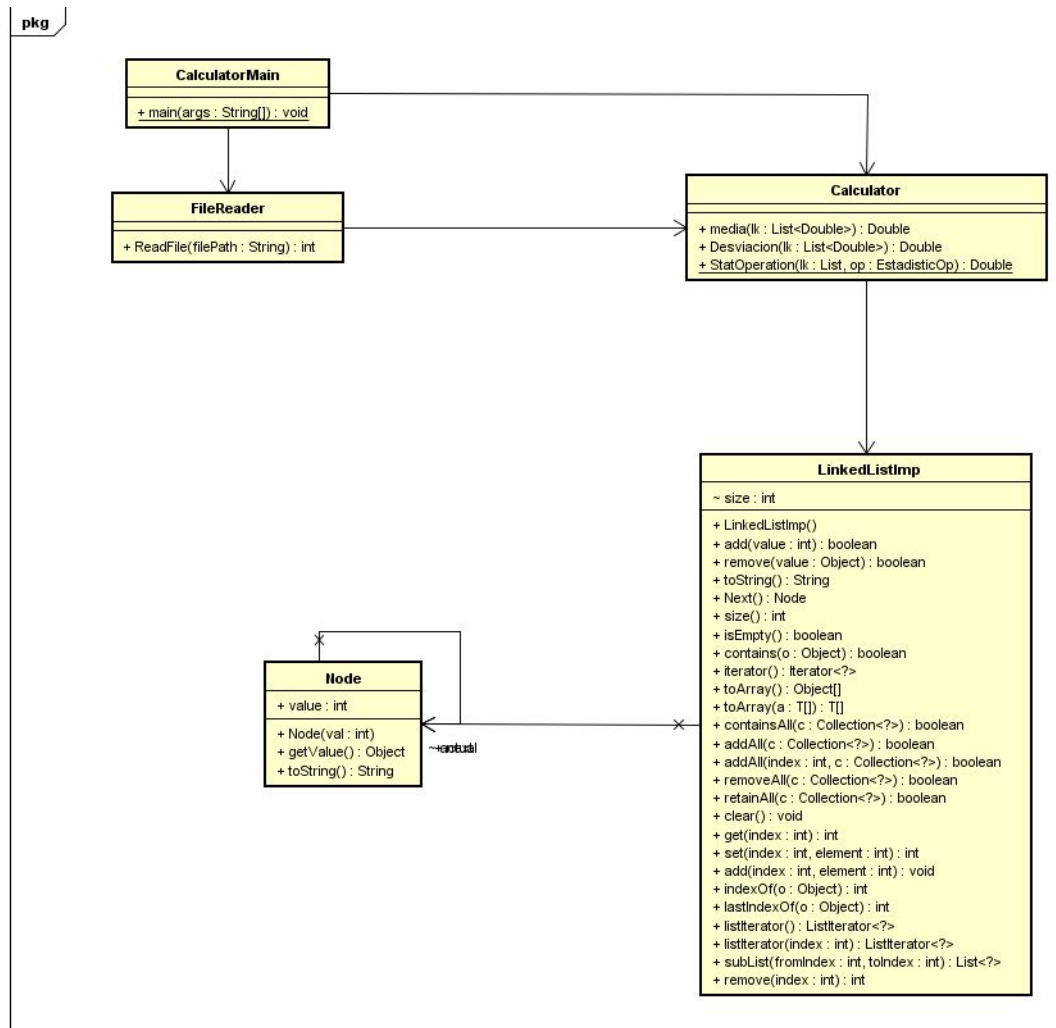 pkg
CalculatorMain
+ main(args : String[]) : void
FileReader
+ ReadFile(filePath : String) : int
Calculator
+ media(lk : List<Double>) : Double
+ Desviacion(lk : List<Double>) : Double
+ StatOperation(lk : List, op : EstadisticOp) : Double
Node
+ value : int
+ Node(val : int)
+ getValue() : Object
+ toString() : String
LinkedListImp
~ size : int
+ LinkedListImp()
+ add(value : int) : boolean
+ remove(value : Object) : boolean
+ toString() : String
+ Next() : Node
+ size() : int
+ isEmpty() : boolean
+ contains(o : Object) : boolean
+ iterator() : Iterator<?>
+ toArray() : Object[]
+ toArray(a : T[]) : T[]
+ containsAll(c : Collection<?>) : boolean
+ addAll(c : Collection<?>) : boolean
+ addAll(index : int, c : Collection<?>) : boolean
+ removeAll(c : Collection<?>) : boolean
+ retainAll(c : Collection<?>) : boolean
+ clear() : void
+ get(index : int) : int
+ set(index : int, element : int) : int
+ add(index : int, element : int) : void
+ indexOf(o : Object) : int
+ lastIndexOf(o : Object) : int
+ listIterator() : ListIterator<?>
+ listIterator(index : int) : ListIterator<?>
+ subList(fromIndex : int, toIndex : int) : List<?>
+ remove(index : int) : int